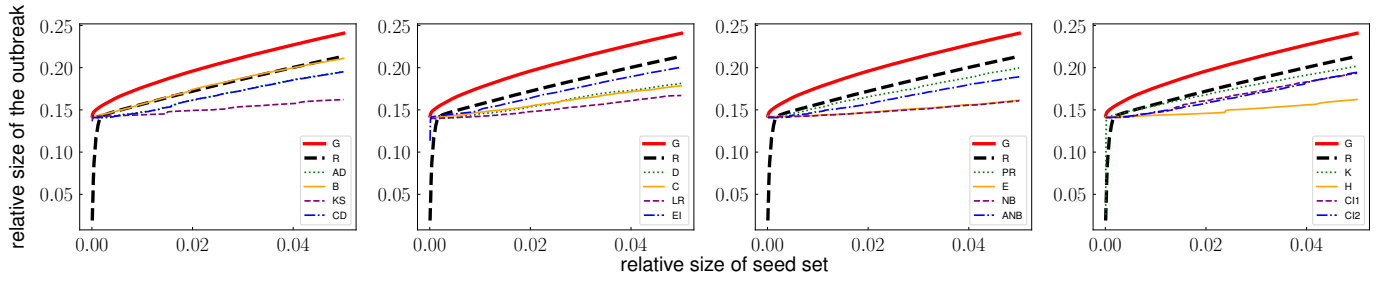 relative size of the outbreak
0.25
0.20
0.15
0.10
0.05
0.00
0.02
0.04
G
R
AD
B
KS
CD
0.25
0.20
0.15
0.10
0.05
0.00
0.02
0.04
G
R
D
C
LR
EI
0.25
0.20
0.15
0.10
0.05
0.00
0.02
0.04
G
R
PR
E
NB
ANB
0.25
0.20
0.15
0.10
0.05
0.00
0.02
0.04
G
R
K
H
CI1
CI2
relative size of seed set